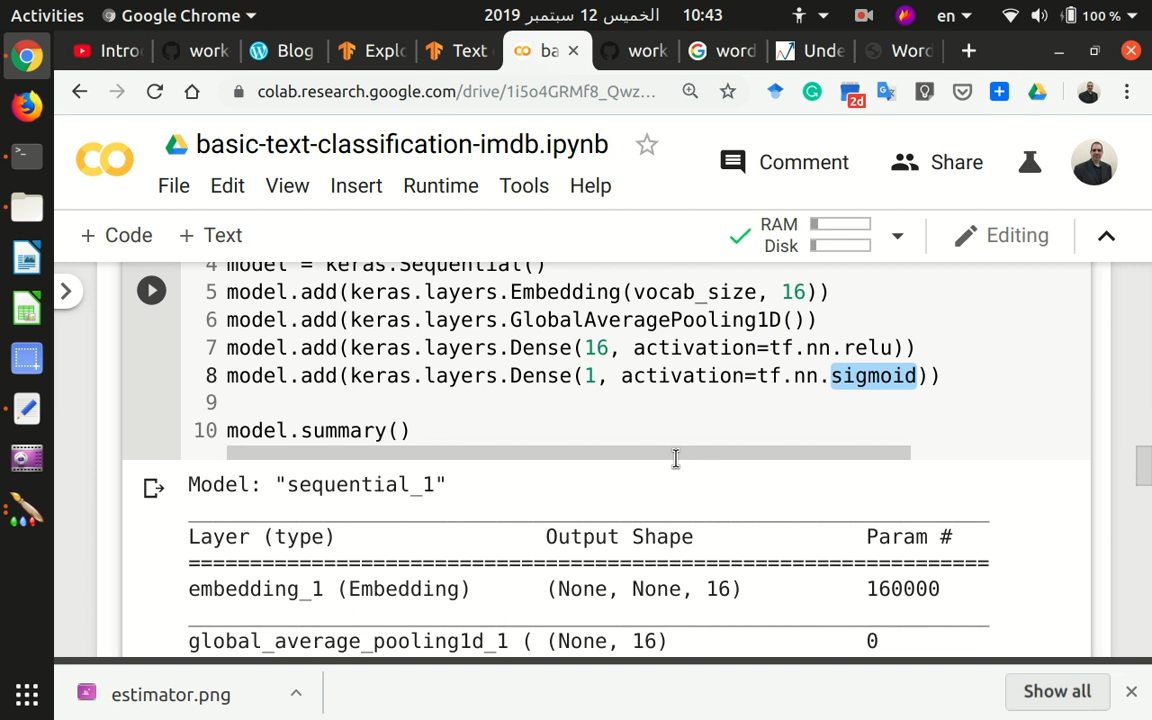 Activities Google Chrome الخميس 12 سبتمبر 2019 10:43 en 100 %
Intro work Blog Explo Text ba work word Unde Word
colab.research.google.com/drive/1i5o4GRMf8_Qwz... 2d
basic-text-classification-imdb.ipynb Comment Share
File Edit View Insert Runtime Tools Help
+ Code + Text RAM Disk Editing
4 model = keras.Sequential()
5 model.add(keras.layers.Embedding(vocab_size, 16))
6 model.add(keras.layers.GlobalAveragePooling1D())
7 model.add(keras.layers.Dense(16, activation=tf.nn.relu))
8 model.add(keras.layers.Dense(1, activation=tf.nn.sigmoid))
9
10 model.summary()
Model: "sequential_1"
Layer (type) Output Shape Param #
embedding_1 (Embedding) (None, None, 16) 160000
global_average_pooling1d_1 ( (None, 16) 0
estimator.png Show all